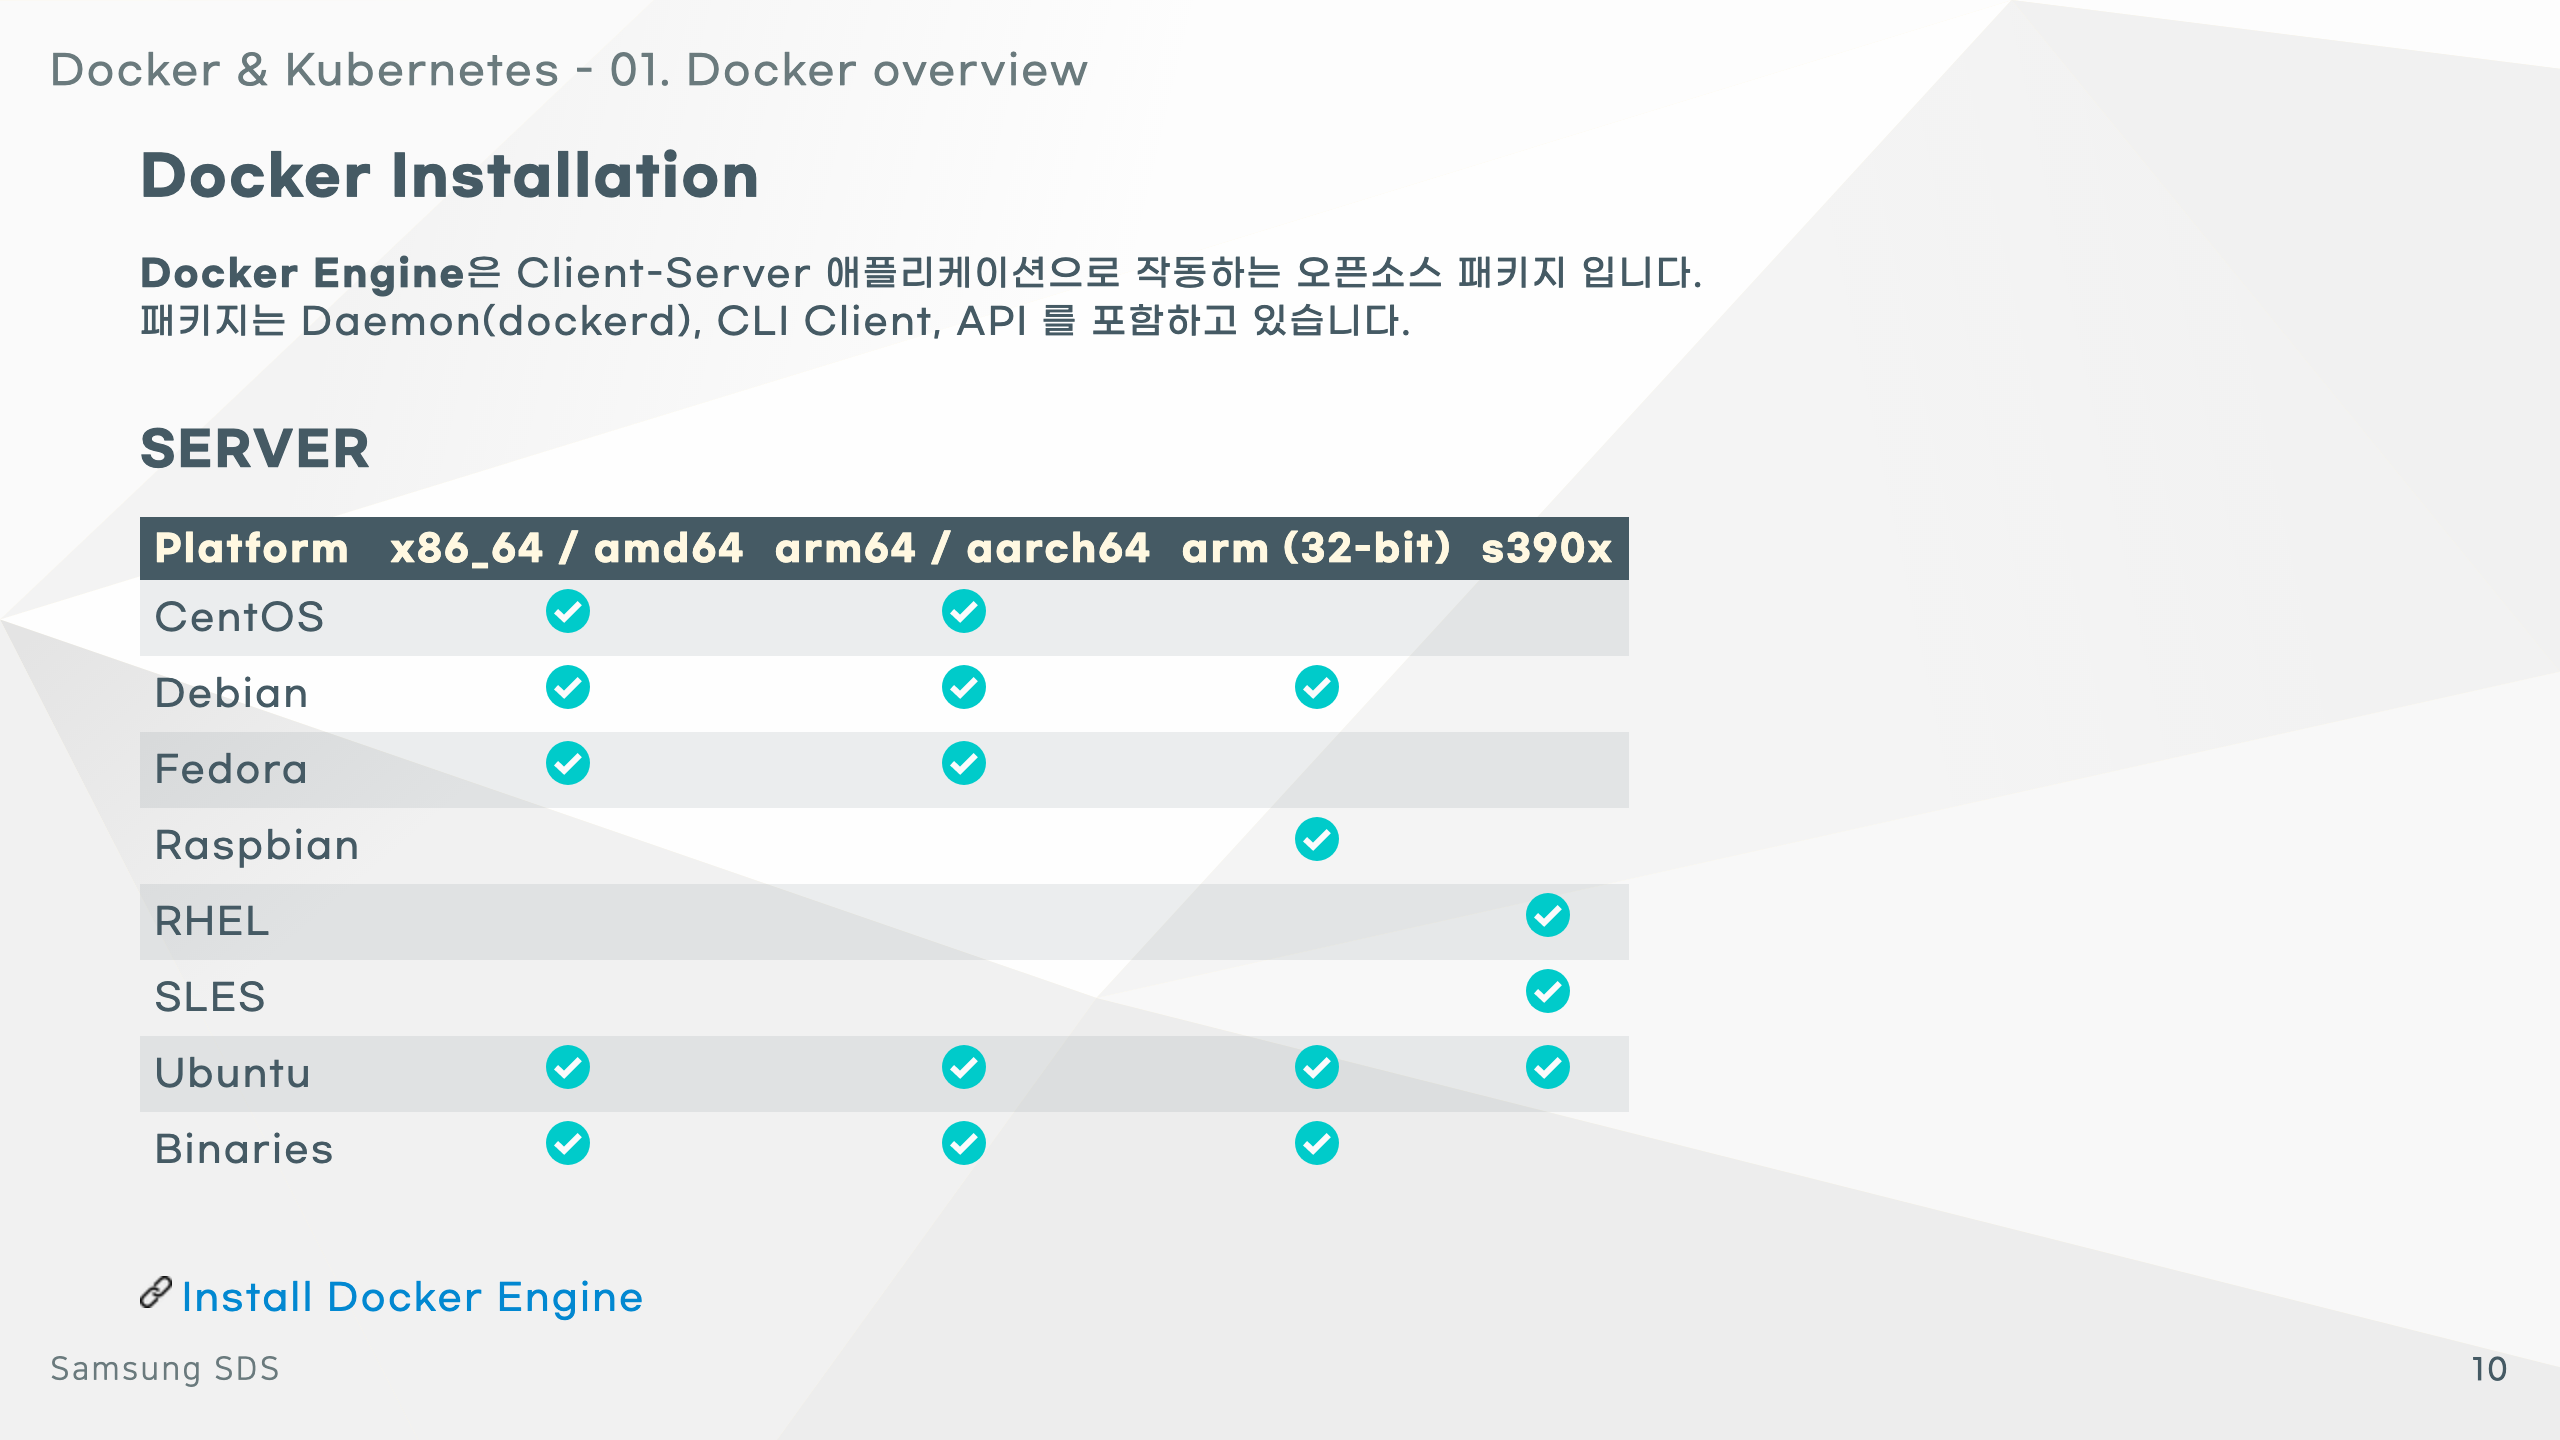 Docker & Kubernetes - 01. Docker overview
Docker Installation
Docker Engine은 Client-Server 애플리케이션으로 작동하는 오픈소스 패키지 입니다.
패키지는 Daemon(dockerd), CLI Client, API 를 포함하고 있습니다.
SERVER
Platform x86_64 / amd64 arm64 / aarch64 arm (32-bit) s390x
CentOS
Debian
Fedora
Raspbian
RHEL
SLES
Ubuntu
Binaries
Install Docker Engine
Samsung SDS
10